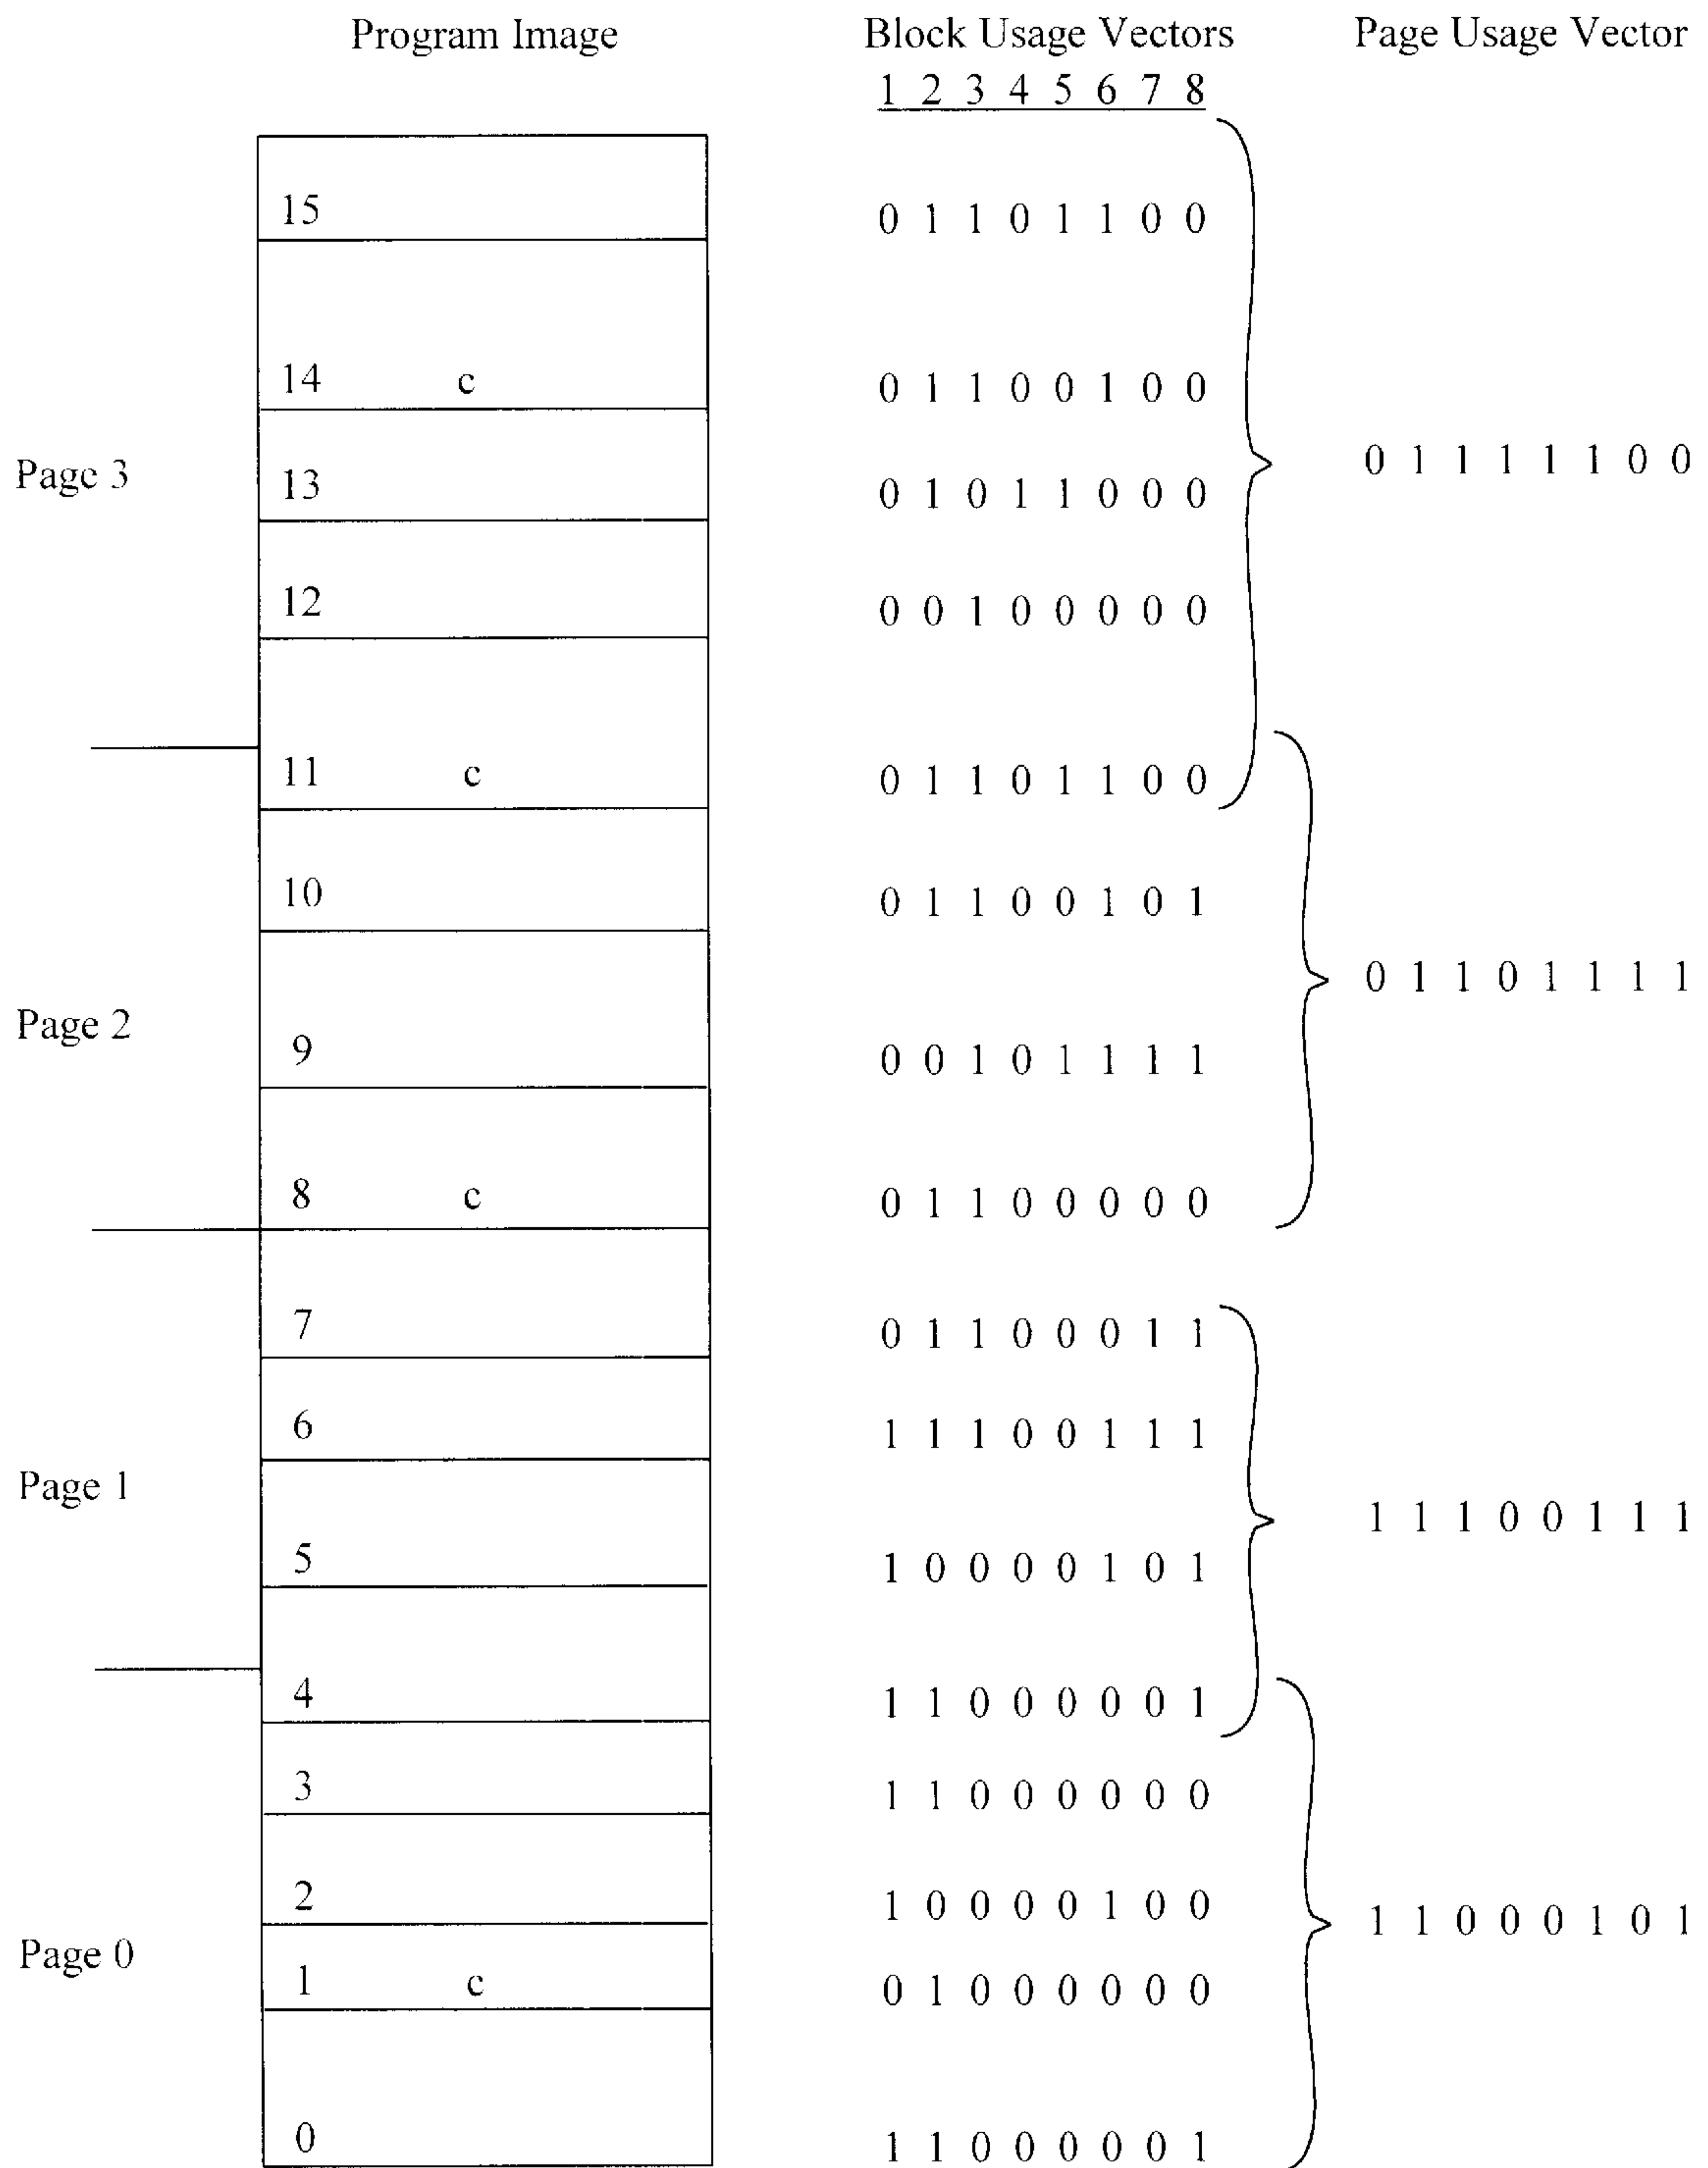 Program Image Block Usage Vectors Page Usage Vector
1 2 3 4 5 6 7 8
15 0 1 1 0 1 1 0 0
14 c 0 1 1 0 0 1 0 0
Page 3 0 1 1 1 1 1 0 0
13 0 1 0 1 1 0 0 0
12 0 0 1 0 0 0 0 0
11 c 0 1 1 0 1 1 0 0
10 0 1 1 0 0 1 0 1
0 1 1 0 1 1 1 1
Page 2
9 0 0 1 0 1 1 1 1
8 c 0 1 1 0 0 0 0 0
7 0 1 1 0 0 0 1 1
6 1 1 1 0 0 1 1 1
Page 1 1 1 1 0 0 1 1 1
5 1 0 0 0 0 1 0 1
4 1 1 0 0 0 0 0 1
3 1 1 0 0 0 0 0 0
2 1 0 0 0 0 1 0 0
1 1 0 0 0 1 0 1
Page 0
1 c 0 1 0 0 0 0 0 0
0 1 1 0 0 0 0 0 1